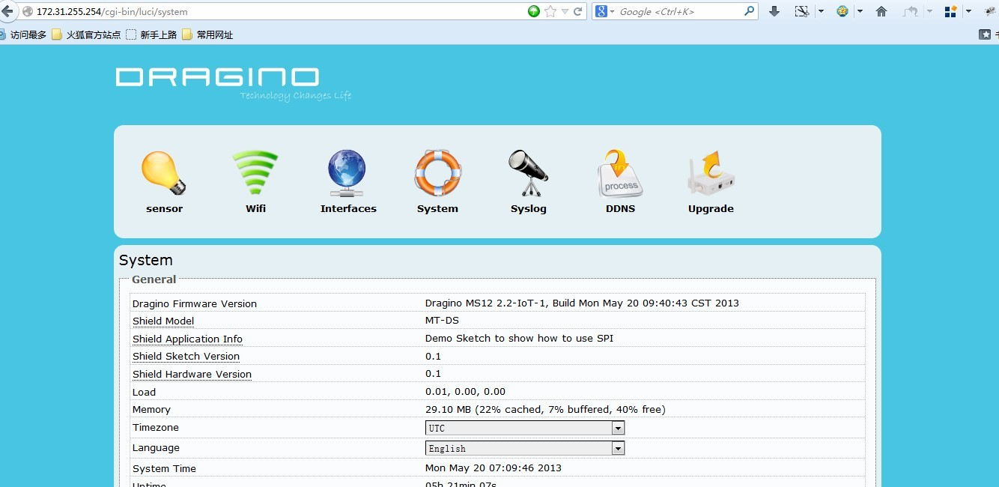 172.31.255.254/cgi-bin/luci/system
Google <Ctrl+K>
访问最多 火狐官方站点 新手上路 常用网址
DRAGINO
Technology Changes Life
process
sensor Wifi Interfaces System Syslog DDNS Upgrade
System
General
Dragino Firmware Version Dragino MS12 2.2-IoT-1, Build Mon May 20 09:40:43 CST 2013
Shield Model MT-DS
Shield Application Info Demo Sketch to show how to use SPI
Shield Sketch Version 0.1
Shield Hardware Version 0.1
Load 0.01, 0.00, 0.00
Memory 29.10 MB (22% cached, 7% buffered, 40% free)
Timezone UTC
Language English
System Time Mon May 20 07:09:46 2013
Uptime 05h 21min 07s